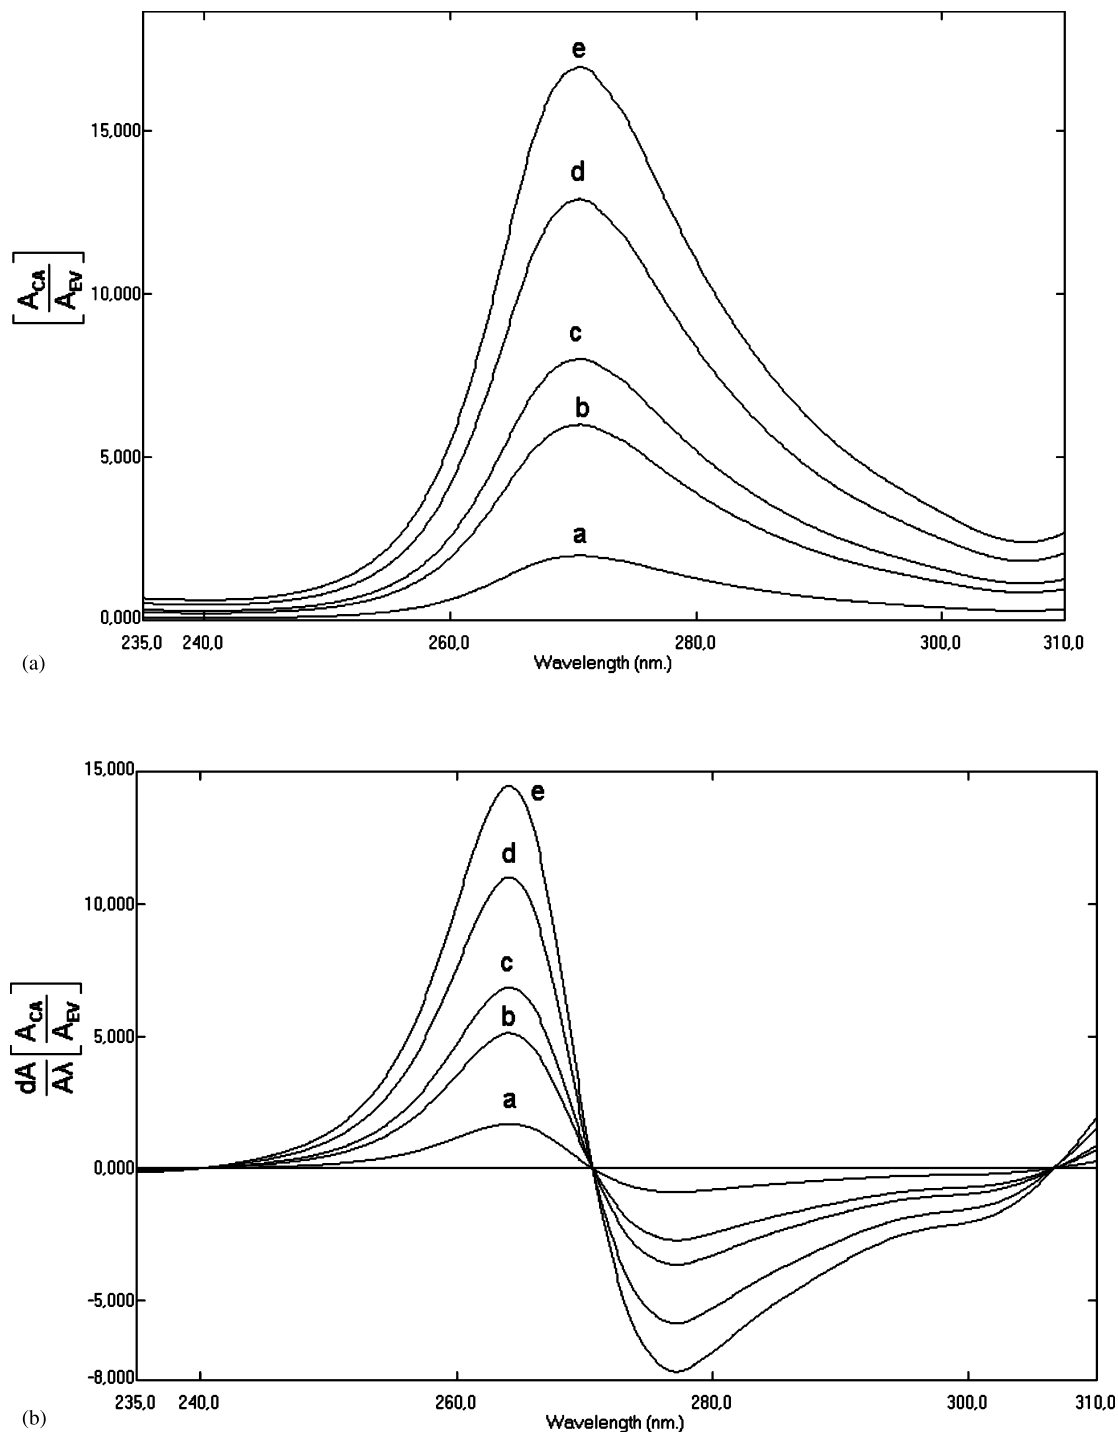 e
15,000
d
[A_CA / A_EV]
10,000
c
b
5,000
a
0,000
235,0 240,0 260,0 280,0 300,0 310,0
Wavelength (nm.)
(a)
15,000
e
d
10,000
c
dA / Aλ [A_CA / A_EV]
b
5,000
a
0,000
-5,000
-8,000
235,0 240,0 260,0 280,0 300,0 310,0
Wavelength (nm.)
(b)